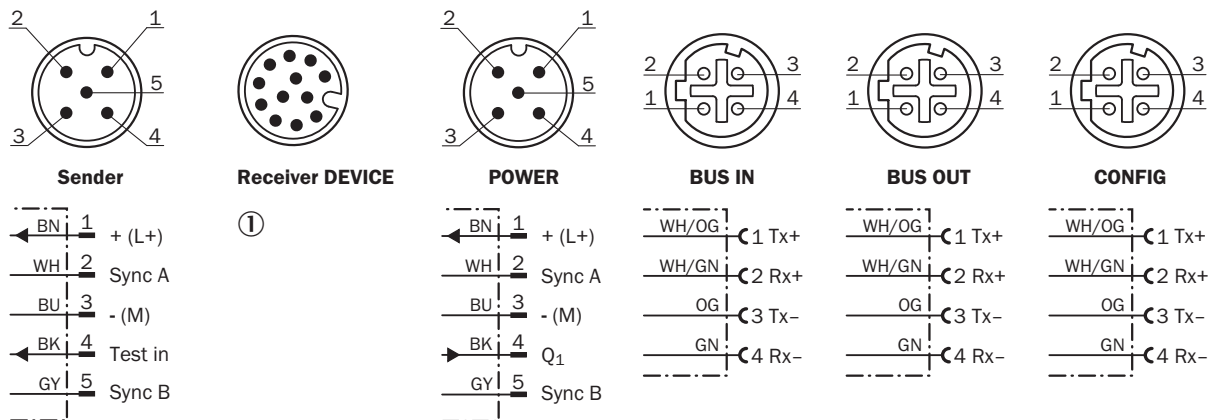 2 1
5
3 4
Sender
BN 1 + (L+)
WH 2 Sync A
BU 3 - (M)
BK 4 Test in
GY 5 Sync B
Receiver DEVICE
①
2 1
5
3 4
POWER
BN 1 + (L+)
WH 2 Sync A
BU 3 - (M)
BK 4 Q₁
GY 5 Sync B
2 3
1 4
BUS IN
WH/OG 1 Tx+
WH/GN 2 Rx+
OG 3 Tx–
GN 4 Rx–
2 3
1 4
BUS OUT
WH/OG 1 Tx+
WH/GN 2 Rx+
OG 3 Tx–
GN 4 Rx–
2 3
1 4
CONFIG
WH/OG 1 Tx+
WH/GN 2 Rx+
OG 3 Tx–
GN 4 Rx–